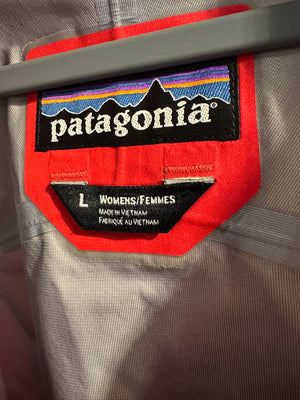 patagonia®
L WOMENS/FEMMES
MADE IN VIETNAM
FABRIQUÉ AU VIETNAM